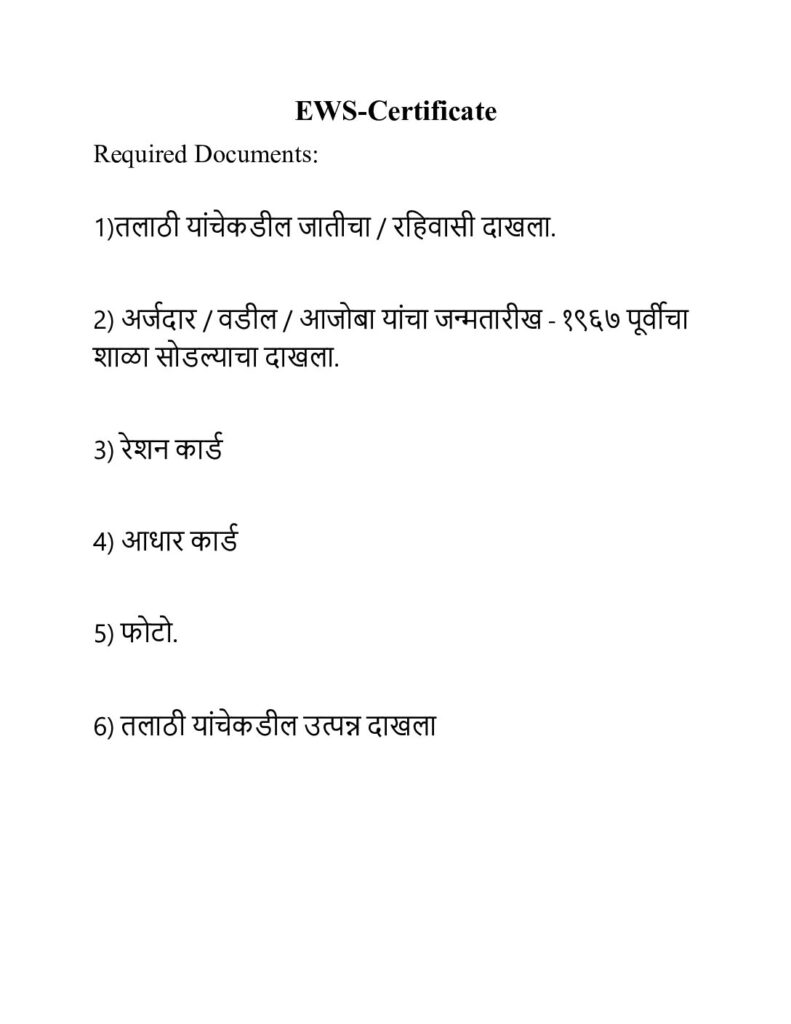 EWS-Certificate
Required Documents:
1)तलाठी यांचेकडील जातीचा / रहिवासी दाखला.
2) अर्जदार / वडील / आजोबा यांचा जन्मतारीख - १९६७ पूर्वीचा
शाळा सोडल्याचा दाखला.
3) रेशन कार्ड
4) आधार कार्ड
5) फोटो.
6) तलाठी यांचेकडील उत्पन्न दाखला